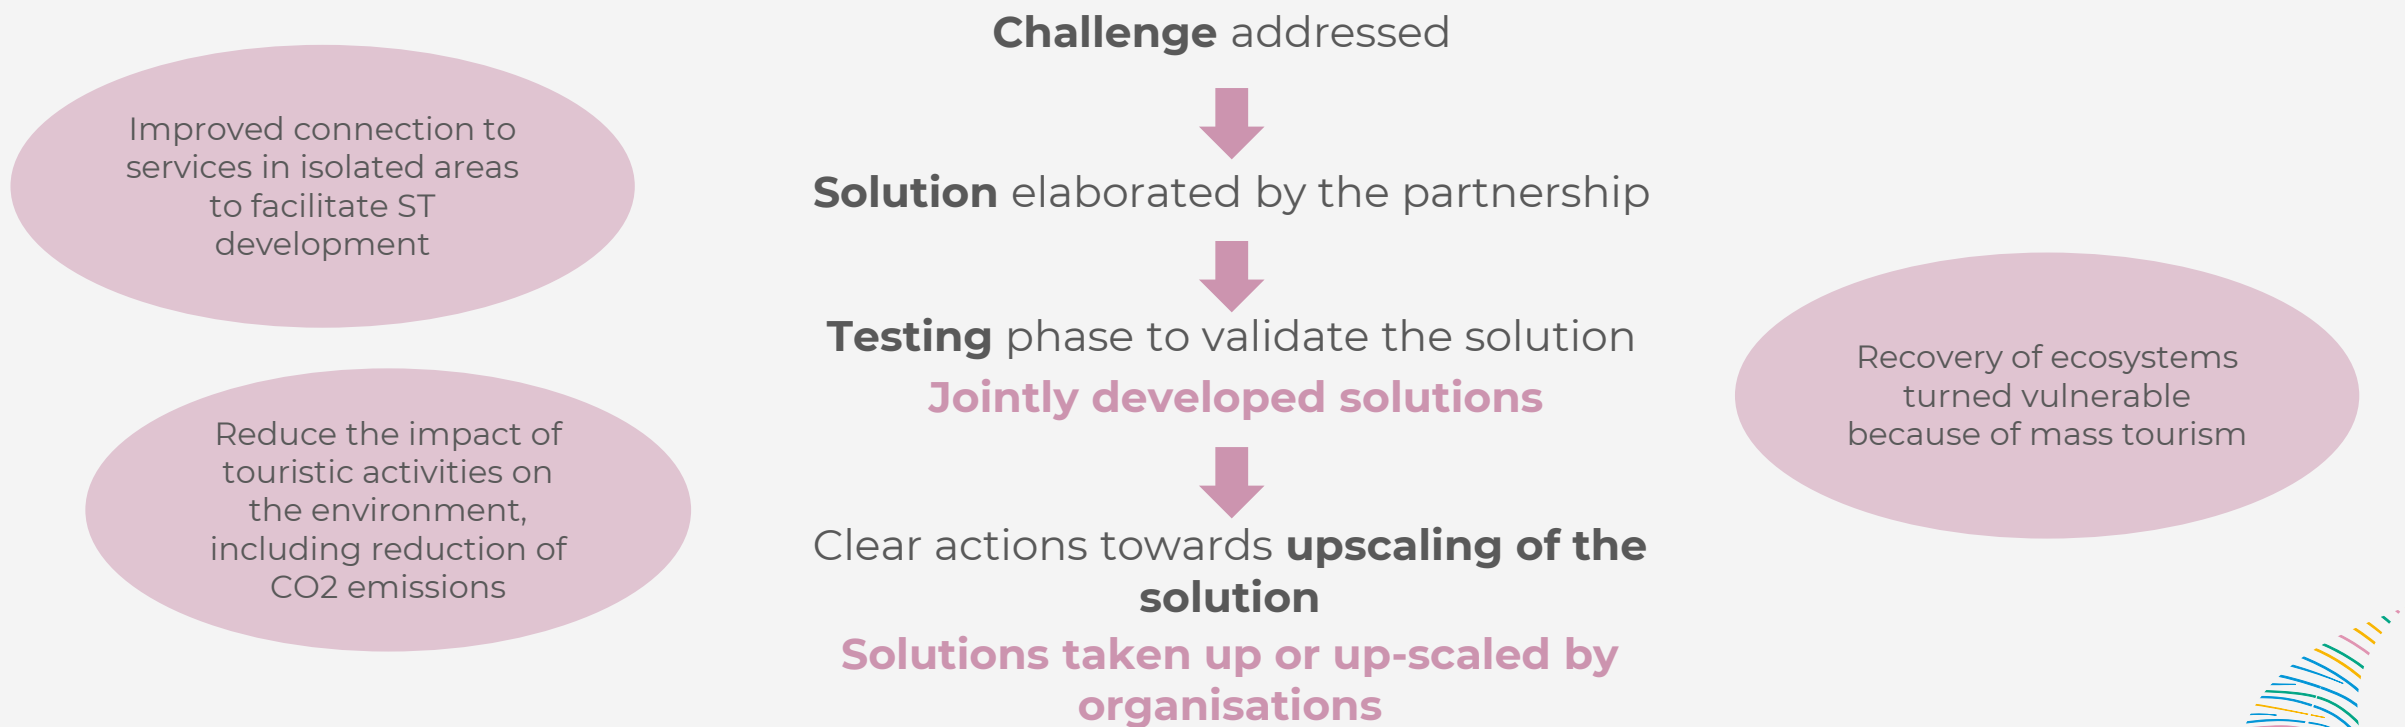 Challenge addressed
Solution elaborated by the partnership
Testing phase to validate the solution
Jointly developed solutions
Clear actions towards upscaling of the
solution
Solutions taken up or up-scaled by
organisations
Improved connection to
services in isolated areas
to facilitate ST
development
Reduce the impact of
touristic activities on
the environment,
including reduction of
CO2 emissions
Recovery of ecosystems
turned vulnerable
because of mass tourism